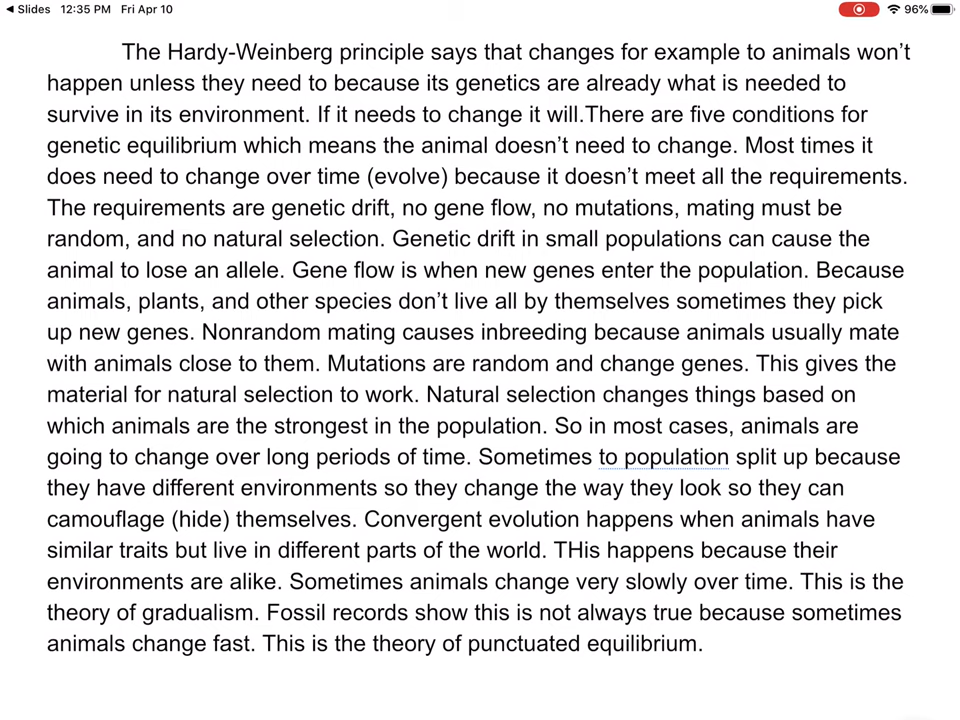 ◀ Slides 12:35 PM Fri Apr 10 96%
The Hardy-Weinberg principle says that changes for example to animals won’t
happen unless they need to because its genetics are already what is needed to
survive in its environment. If it needs to change it will.There are five conditions for
genetic equilibrium which means the animal doesn’t need to change. Most times it
does need to change over time (evolve) because it doesn’t meet all the requirements.
The requirements are genetic drift, no gene flow, no mutations, mating must be
random, and no natural selection. Genetic drift in small populations can cause the
animal to lose an allele. Gene flow is when new genes enter the population. Because
animals, plants, and other species don’t live all by themselves sometimes they pick
up new genes. Nonrandom mating causes inbreeding because animals usually mate
with animals close to them. Mutations are random and change genes. This gives the
material for natural selection to work. Natural selection changes things based on
which animals are the strongest in the population. So in most cases, animals are
going to change over long periods of time. Sometimes to population split up because
they have different environments so they change the way they look so they can
camouflage (hide) themselves. Convergent evolution happens when animals have
similar traits but live in different parts of the world. THis happens because their
environments are alike. Sometimes animals change very slowly over time. This is the
theory of gradualism. Fossil records show this is not always true because sometimes
animals change fast. This is the theory of punctuated equilibrium.